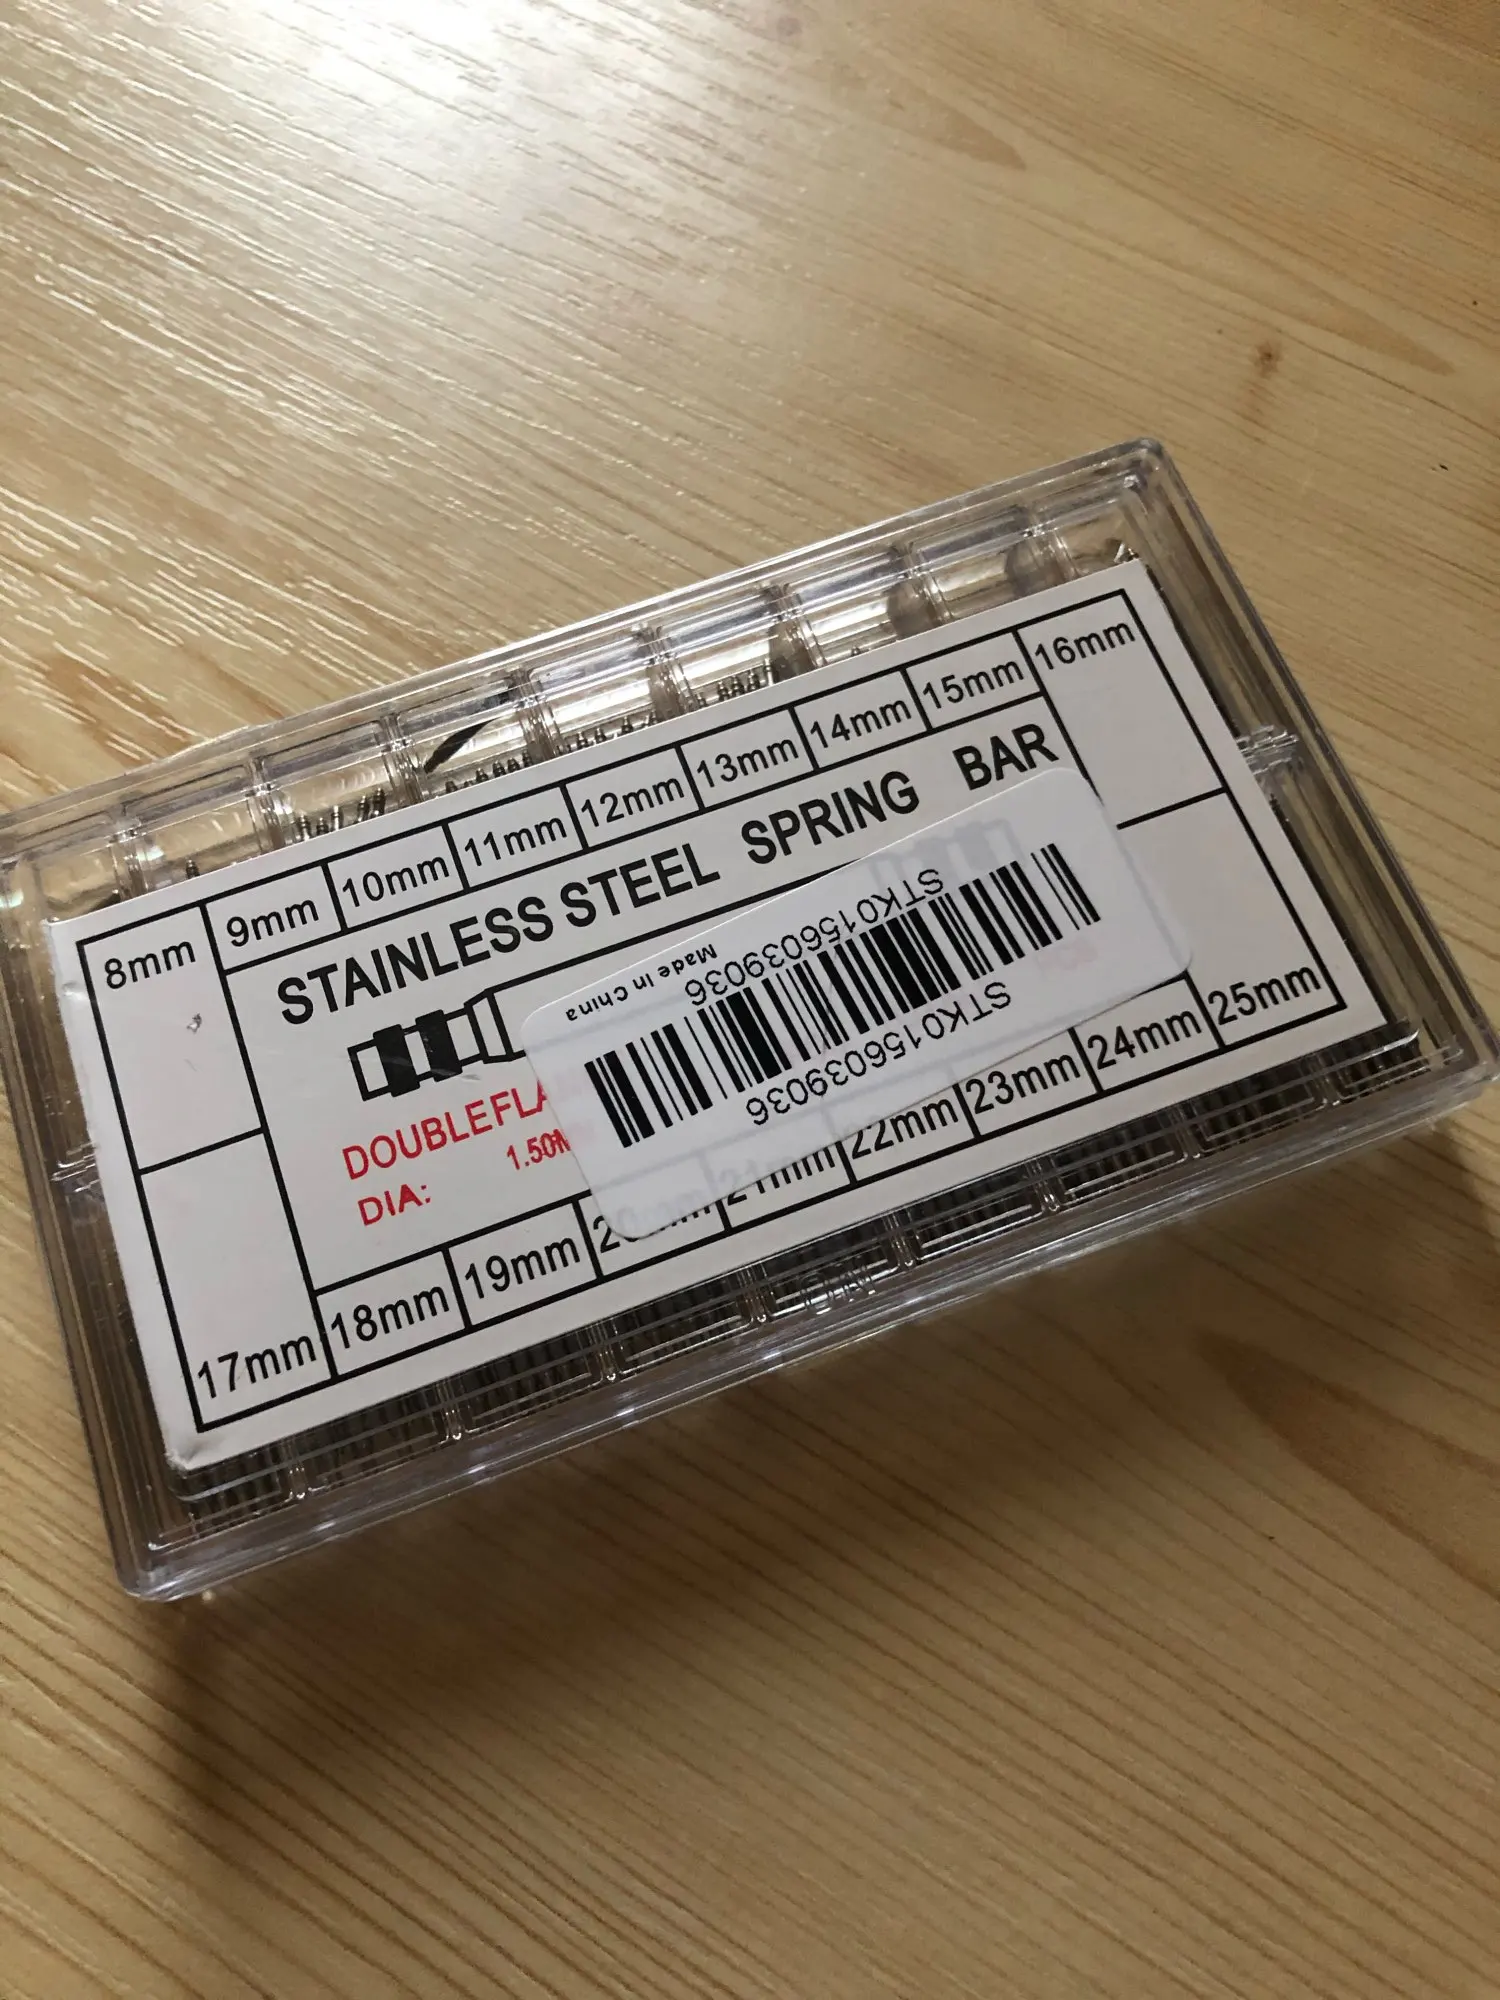 8mm 9mm 10mm 11mm 12mm 13mm 14mm 15mm 16mm
STAINLESS STEEL SPRING BAR
DIA: 1.50
17mm 18mm 19mm 21mm 22mm 23mm 24mm 25mm
STK0156039036
STK0156039036
Made In China